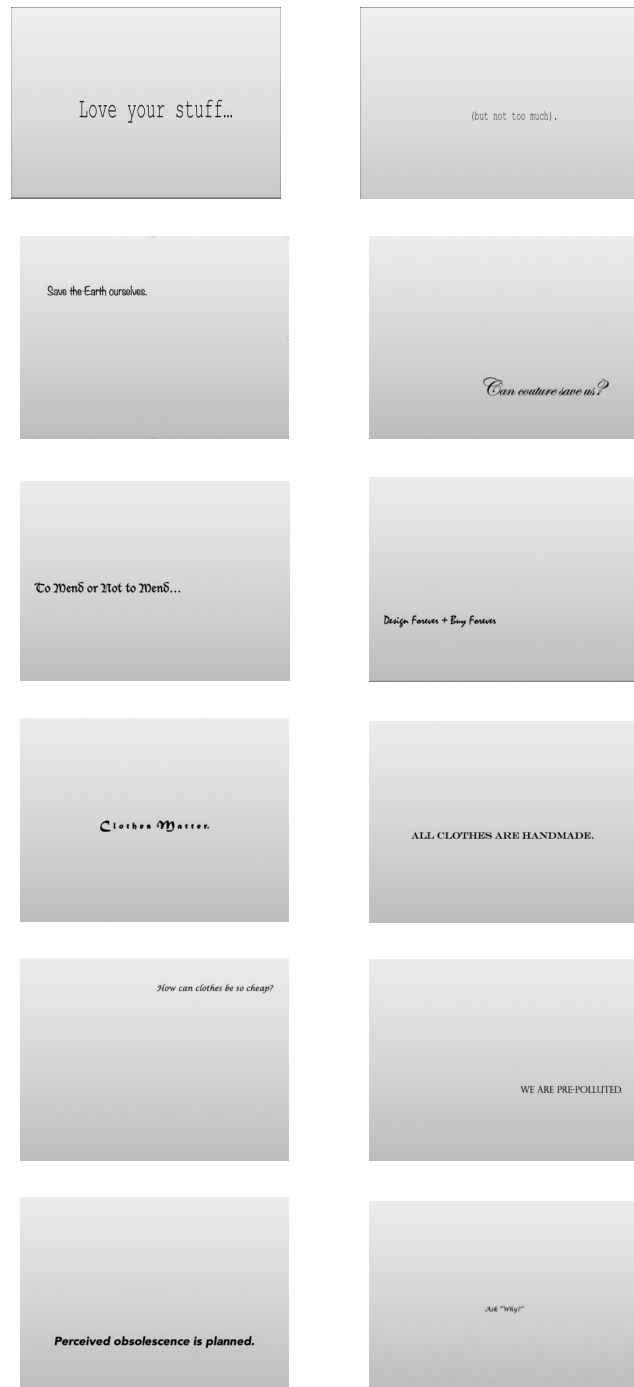 Love your stuff…
(but not too much).
Save the Earth ourselves.
Can couture save us?
To Mend or Not to Mend…
Design Forever + Buy Forever
Clothes Matter.
ALL CLOTHES ARE HANDMADE.
How can clothes be so cheap?
WE ARE PRE-POLLUTED.
Perceived obsolescence is planned.
Ask "Why?"